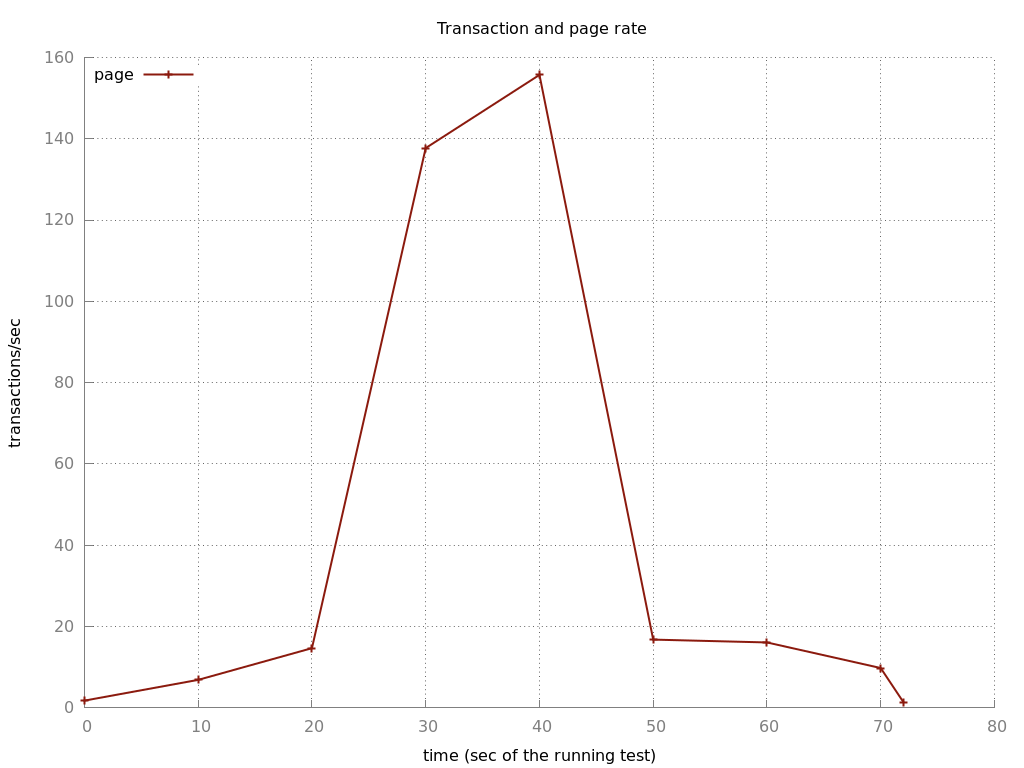 Transaction and page rate
160
page
140
120
100
80
60
40
20
0
transactions/sec
0 10 20 30 40 50 60 70 80
time (sec of the running test)